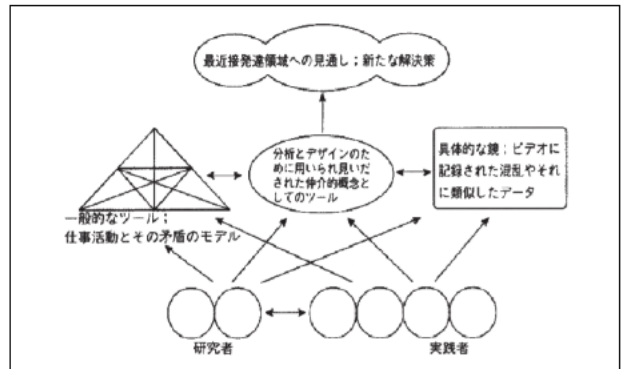 最近接発達領域への見通し；新たな解決策
分析とデザインのた
めに用いられ見いだ
された仲介的概念と
してのツール
具体的な鏡；ビデオに
記録された混乱やそれ
に類似したデータ
一般的なツール；
仕事活動とその矛盾のモデル
研究者
実践者